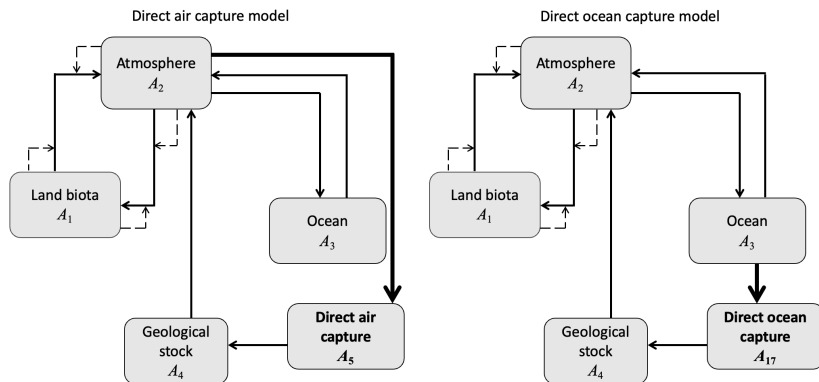 Direct air capture model
Atmosphere
A₂
Land biota
A₁
Ocean
A₃
Direct air
capture
A₅
Geological
stock
A₄
Direct ocean capture model
Atmosphere
A₂
Land biota
A₁
Ocean
A₃
Direct ocean
capture
A₁₇
Geological
stock
A₄